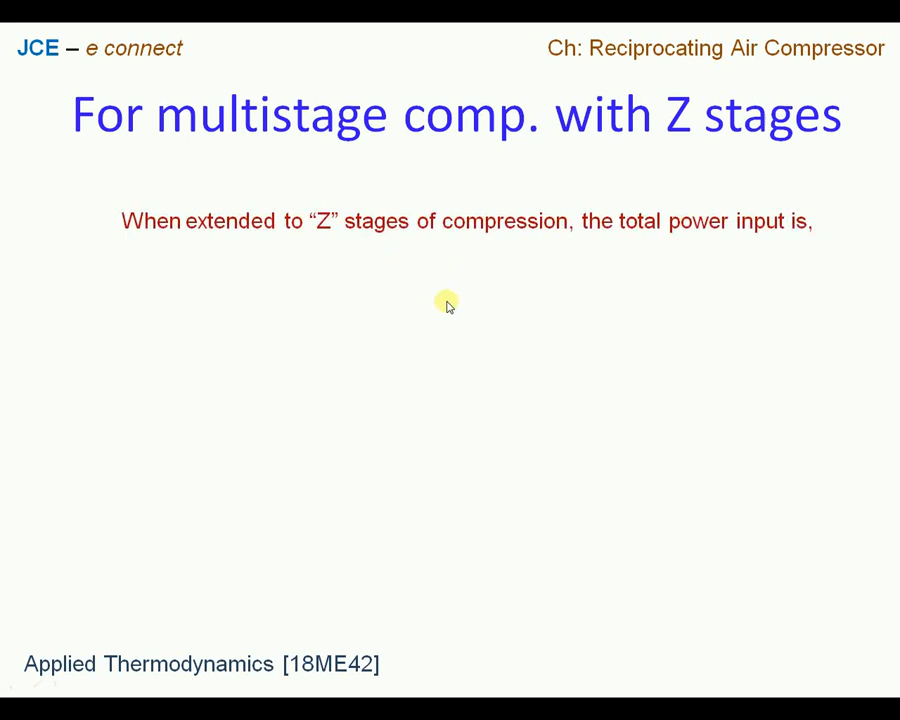 JCE – e connect
Ch: Reciprocating Air Compressor
For multistage comp. with Z stages
When extended to “Z” stages of compression, the total power input is,
Applied Thermodynamics [18ME42]